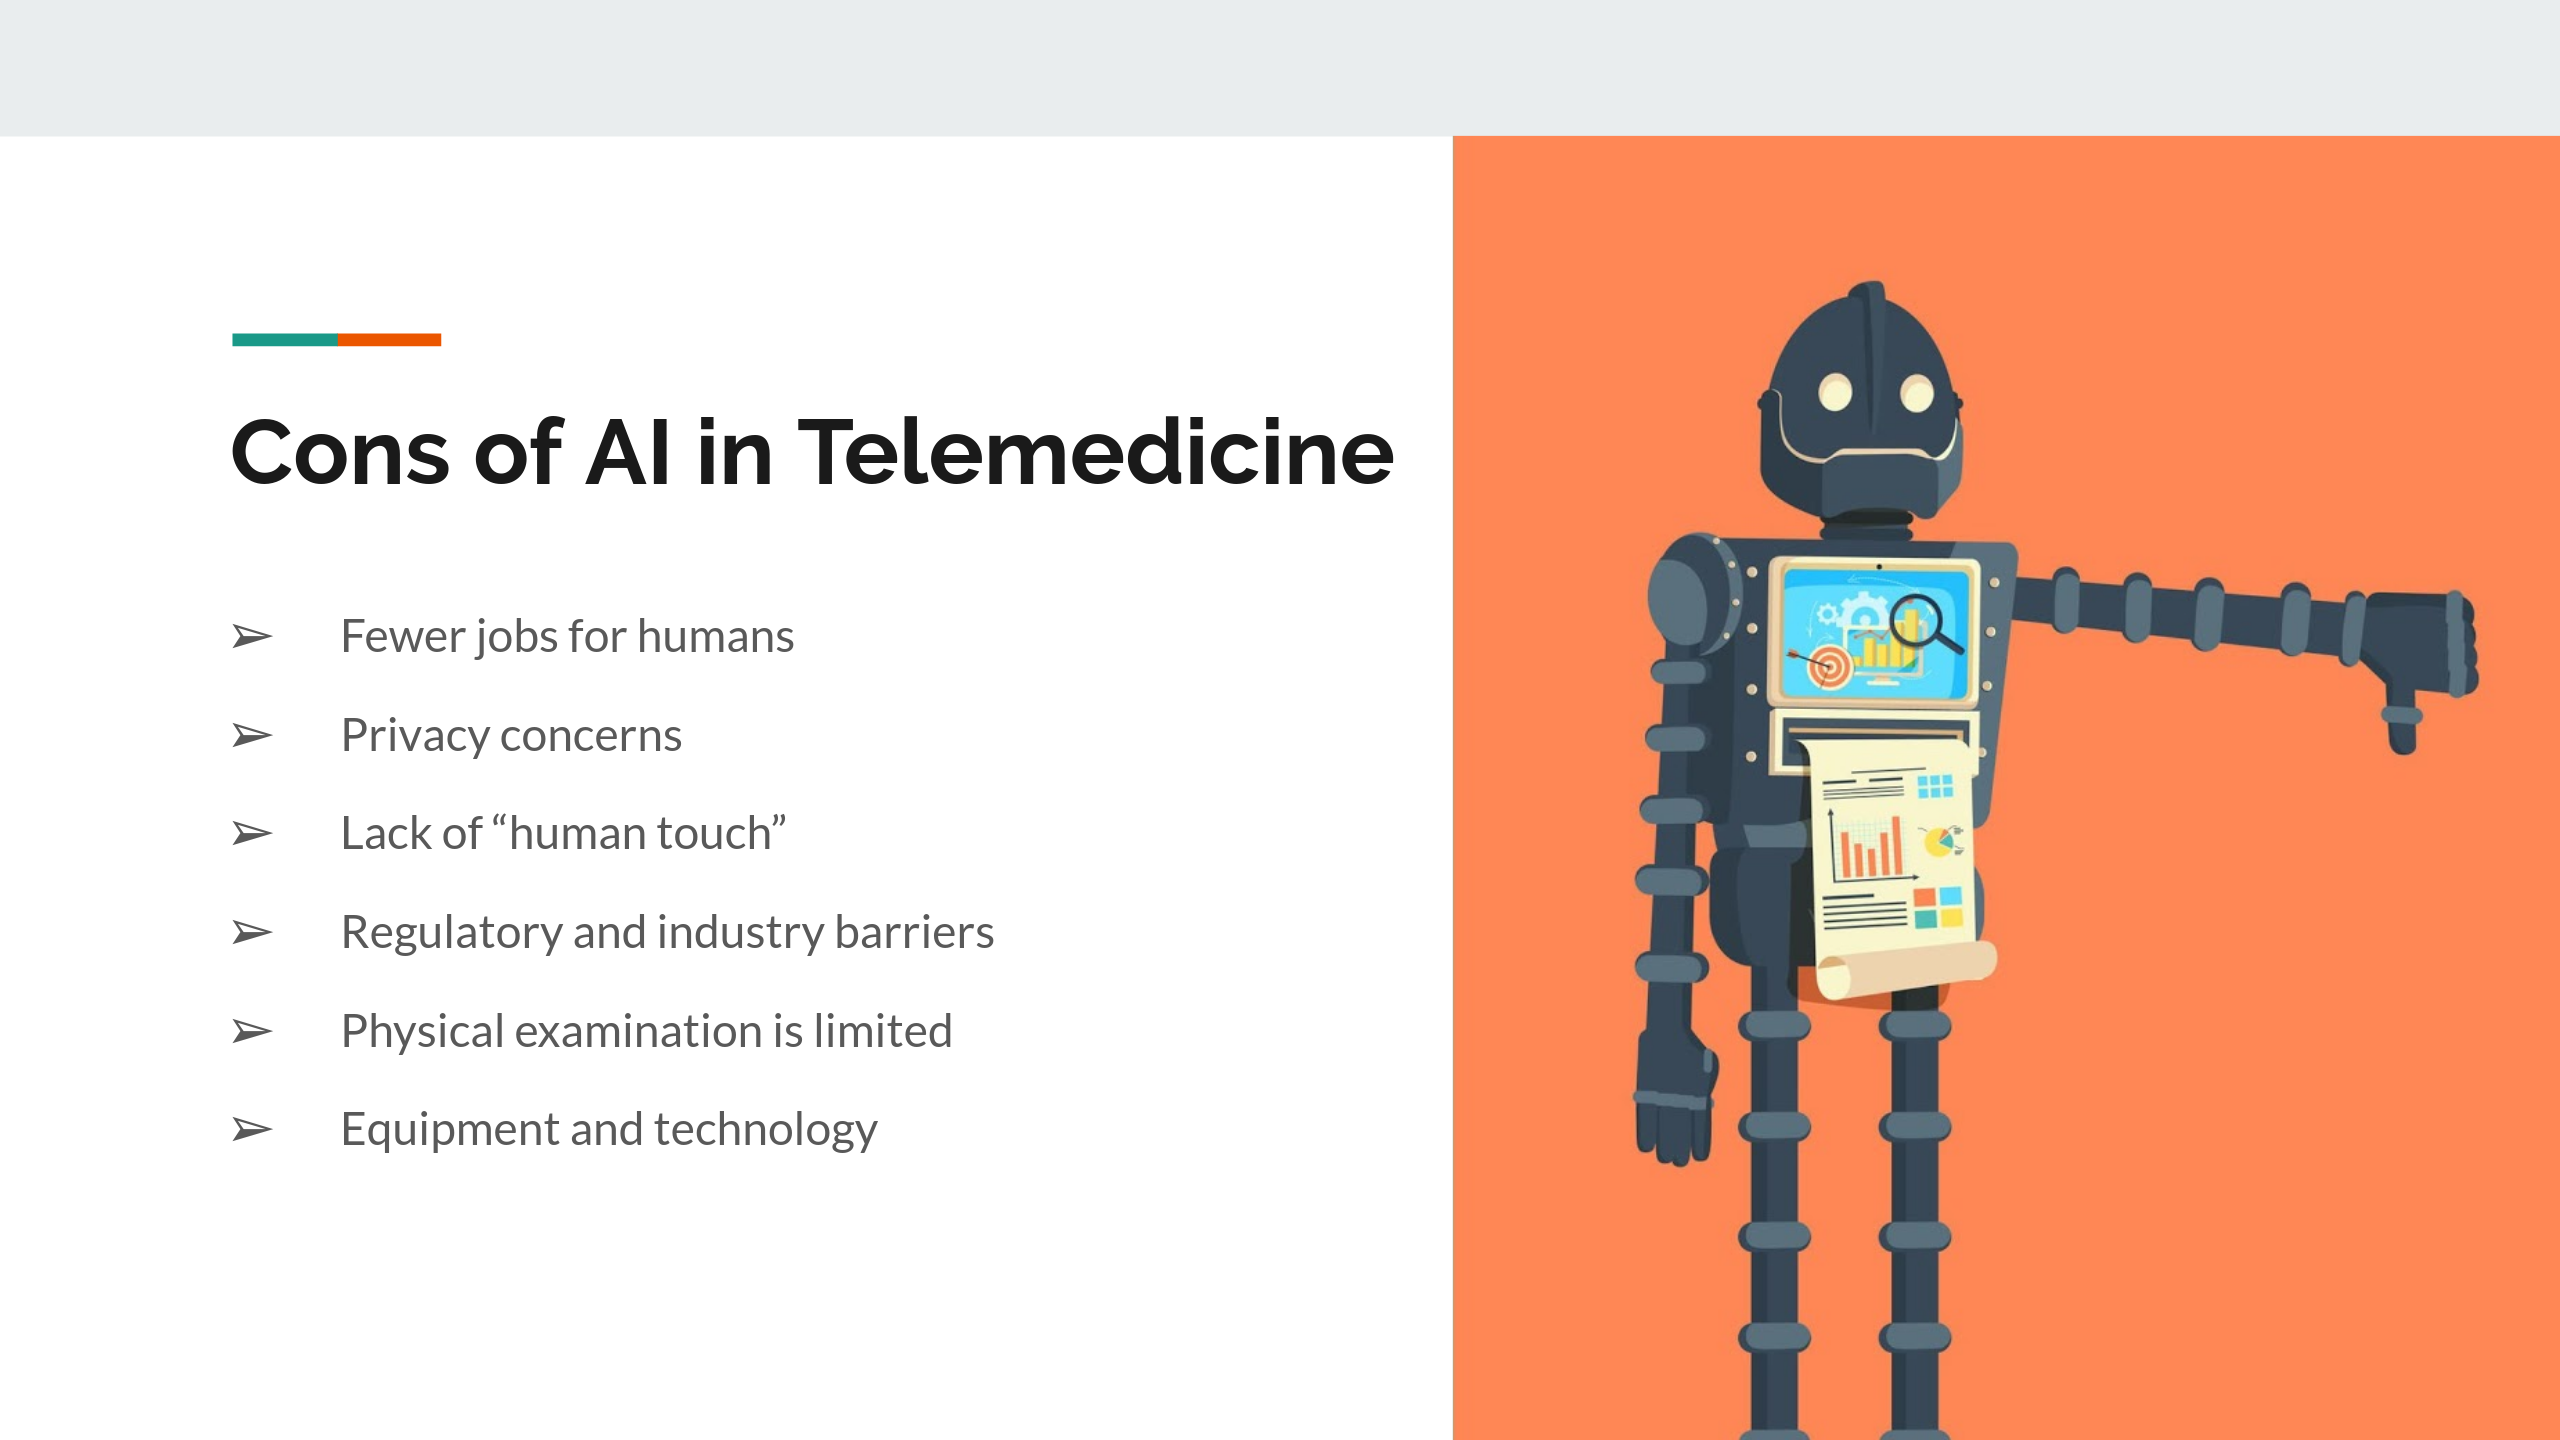 Cons of AI in Telemedicine
➢ Fewer jobs for humans
➢ Privacy concerns
➢ Lack of “human touch”
➢ Regulatory and industry barriers
➢ Physical examination is limited
➢ Equipment and technology